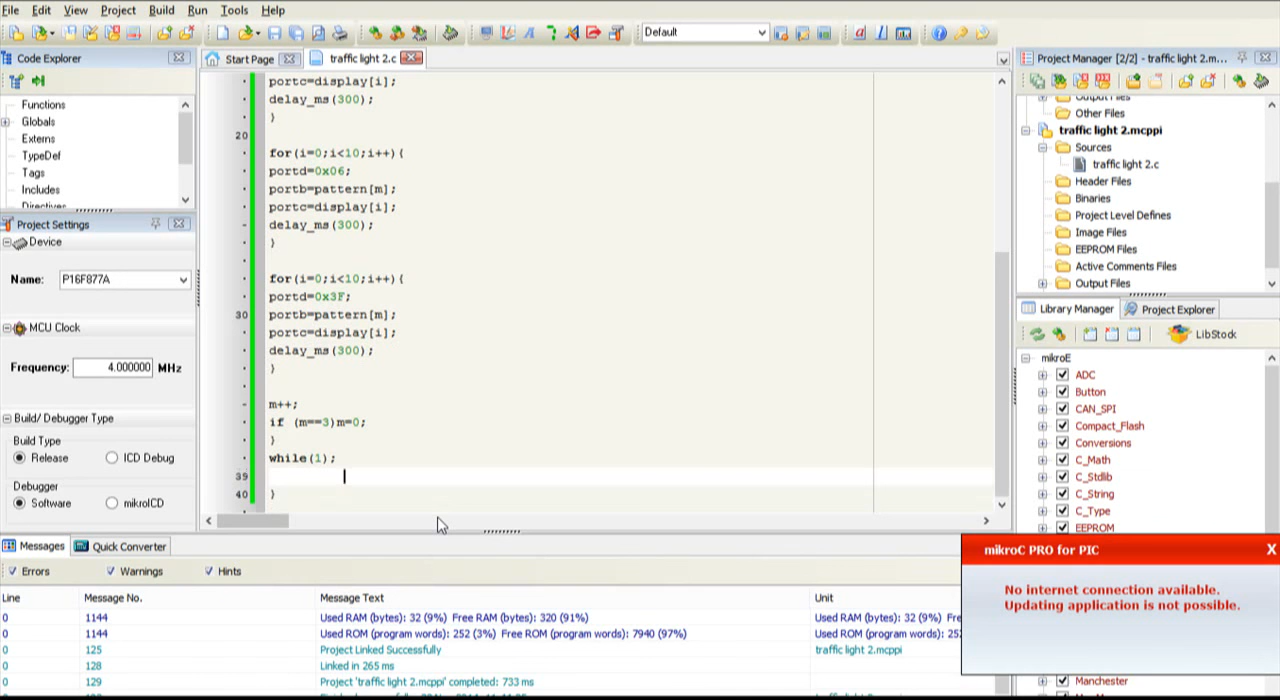 File Edit View Project Build Run Tools Help
Default
Code Explorer
Functions
Globals
Externs
TypeDef
Tags
Includes
Project Settings
Device
Name: P16F877A
MCU Clock
Frequency: 4.000000 MHz
Build/ Debugger Type
Build Type
Release ICD Debug
Debugger
Software mikroICD
Start Page traffic light 2.c
portc=display[i];
delay_ms(300);
}
20
for(i=0;i<10;i++){
portd=0x06;
portb=pattern[m];
portc=display[i];
delay_ms(300);
}
for(i=0;i<10;i++){
portd=0x3F;
30 portb=pattern[m];
portc=display[i];
delay_ms(300);
}
m++;
if (m==3)m=0;
}
while(1);
39
40 }
Project Manager [2/2] - traffic light 2.m...
Output Files
Other Files
traffic light 2.mcppi
Sources
traffic light 2.c
Header Files
Binaries
Project Level Defines
Image Files
EEPROM Files
Active Comments Files
Output Files
Library Manager Project Explorer
LibStock
mikroE
ADC
Button
CAN_SPI
Compact_Flash
Conversions
C_Math
C_Stdlib
C_String
C_Type
EEPROM
Manchester
mikroC PRO for PIC X
No internet connection available.
Updating application is not possible.
Messages Quick Converter
Errors Warnings Hints
Line Message No. Message Text Unit
0 1144 Used RAM (bytes): 32 (9%) Free RAM (bytes): 320 (91%) Used RAM (bytes): 32 (9%) Fre
0 1144 Used ROM (program words): 252 (3%) Free ROM (program words): 7940 (97%) Used ROM (program words): 25
0 125 Project Linked Successfully traffic light 2.mcppi
0 128 Linked in 265 ms
0 129 Project 'traffic light 2.mcppi' completed: 733 ms